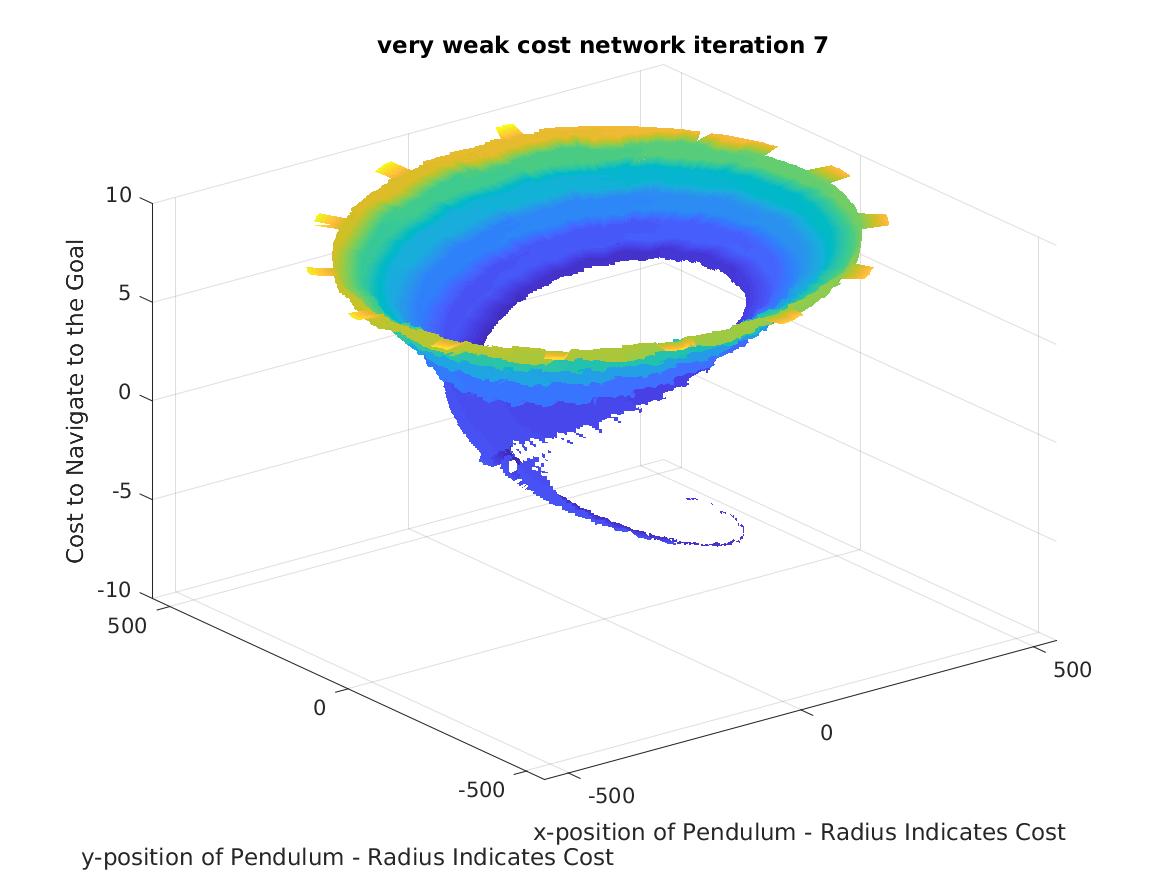 very weak cost network iteration 7
10
5
0
-5
-10
Cost to Navigate to the Goal
500
0
-500
-500
0
500
x-position of Pendulum - Radius Indicates Cost
y-position of Pendulum - Radius Indicates Cost